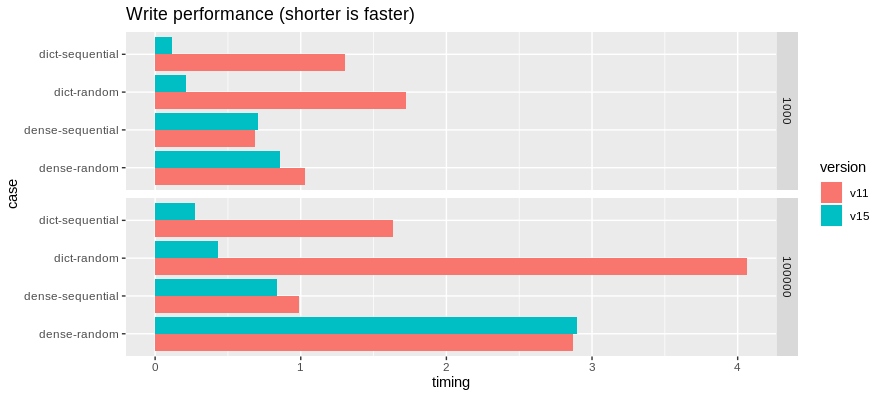 Write performance (shorter is faster)
case
dict-sequential
dict-random
dense-sequential
dense-random
1000
dict-sequential
dict-random
dense-sequential
dense-random
1000000
0 1 2 3 4
timing
version
v11
v15